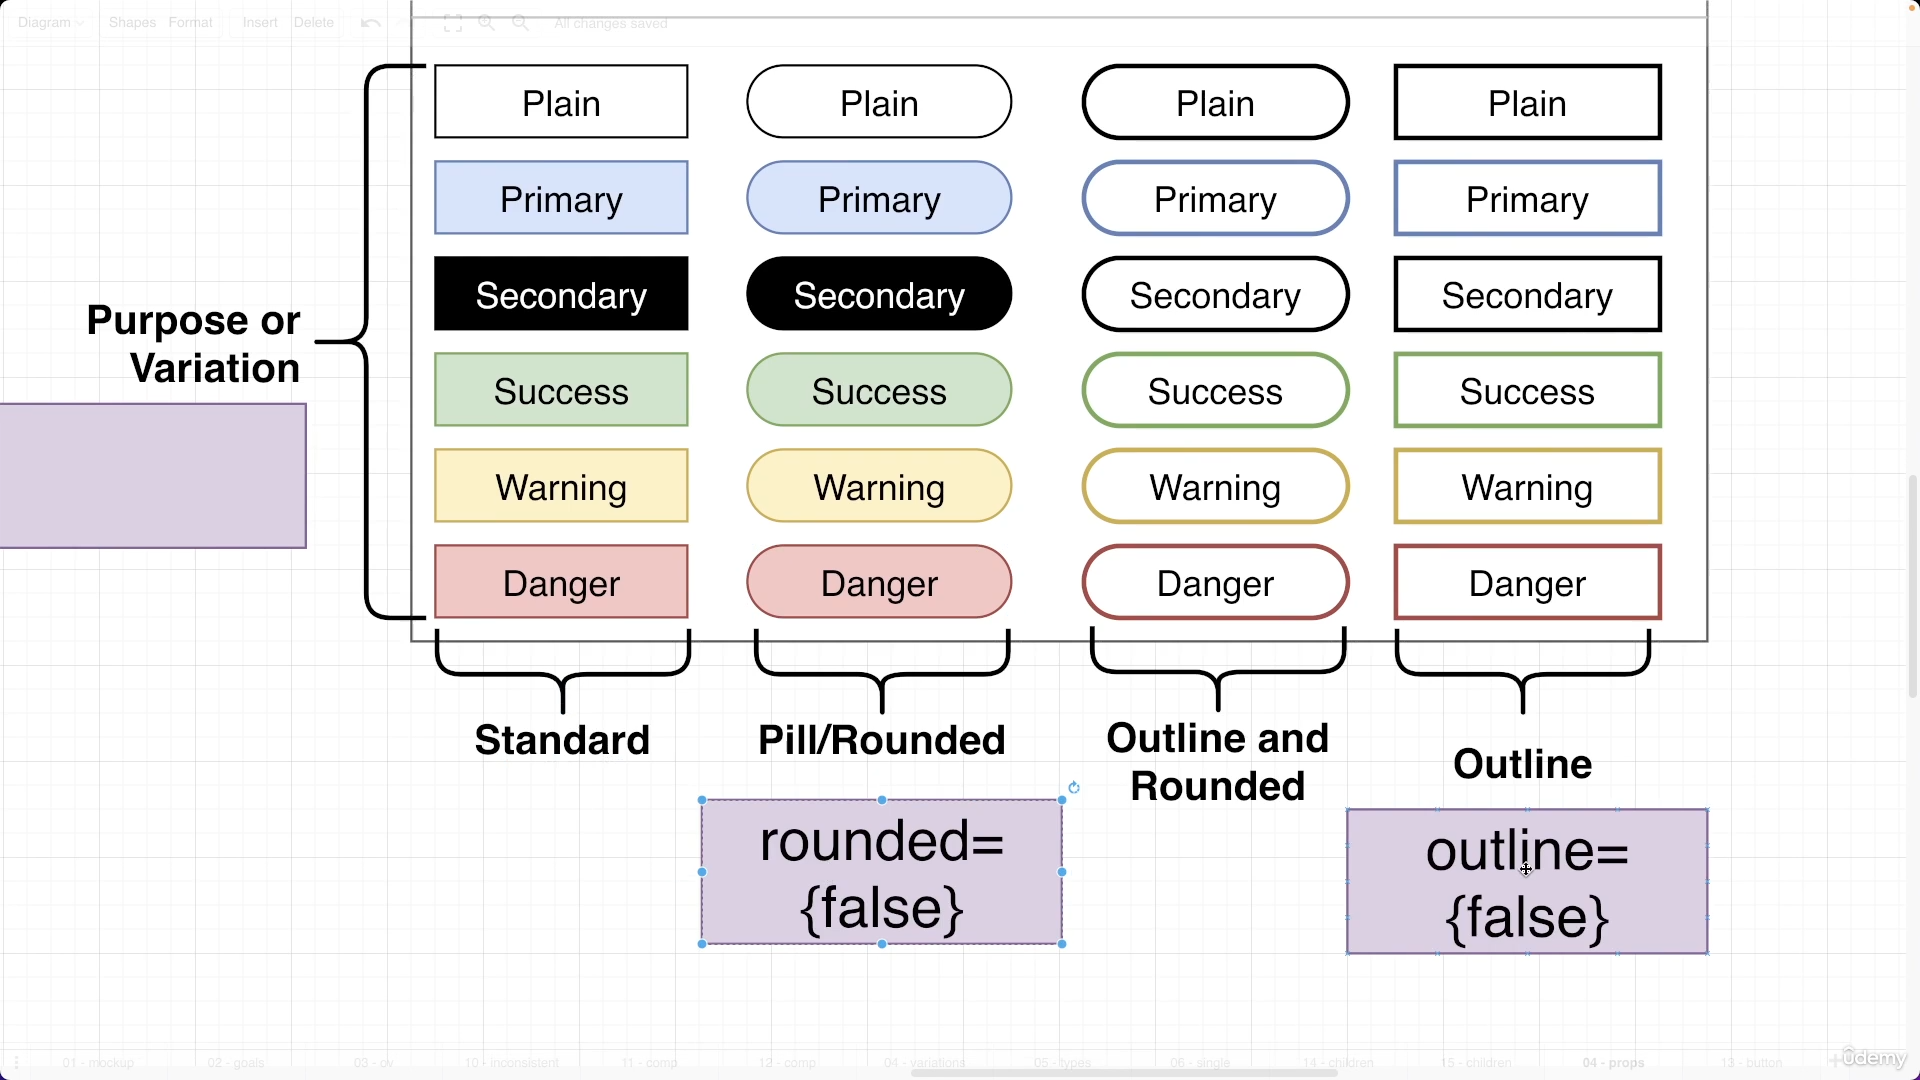 Diagram
Shapes
Format
Insert
Delete
All changes saved
Plain
Plain
Plain
Plain
Primary
Primary
Primary
Primary
Secondary
Secondary
Secondary
Secondary
Success
Success
Success
Success
Warning
Warning
Warning
Warning
Danger
Danger
Danger
Danger
Purpose or
Variation
Standard
Pill/Rounded
Outline and
Rounded
Outline
rounded=
{false}
outline=
{false}
01 - mockup
02 - goals
03 - ov
10 - inconsistent
11 - comp
12 - comp
04 - variations
05 - types
06 - single
14 - children
15 - children
04 - props
13 - button
ûdemy